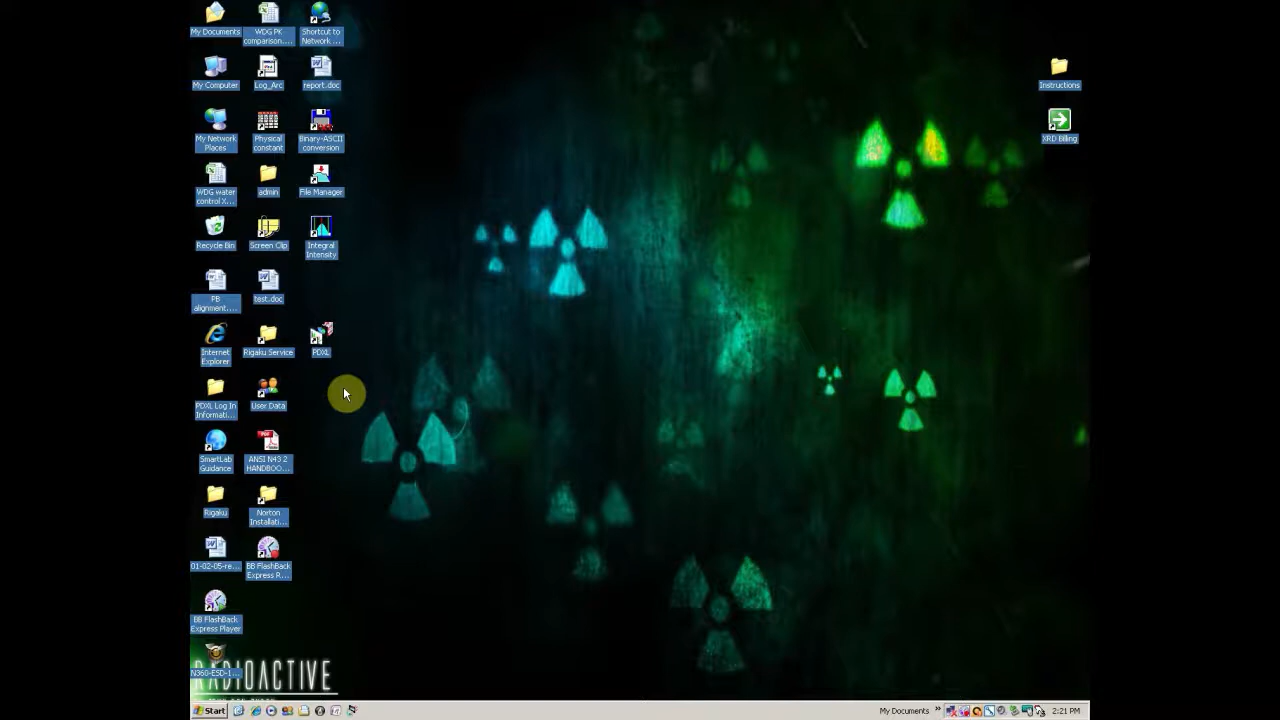 My Documents
WDG PK
comparison....
Shortcut to
Network ...
My Computer
Log_Arc
report.doc
My Network
Places
Physical
constant
Binary-ASCII
conversion
WDG water
control X...
admin
File Manager
Recycle Bin
Screen Clip
Integral
Intensity
PB
alignment....
test.doc
Internet
Explorer
Rigaku Service
PDXL
PDXL Log In
Informati...
User Data
SmartLab
Guidance
ANSI N43 2
HANDBOO...
Rigaku
Norton
Installati...
01-02-05-re...
BB FlashBack
Express R...
BB FlashBack
Express Player
N360-ESD-1...
RADIOACTIVE
Instructions
XRD Billing
Start
My Documents
2:21 PM